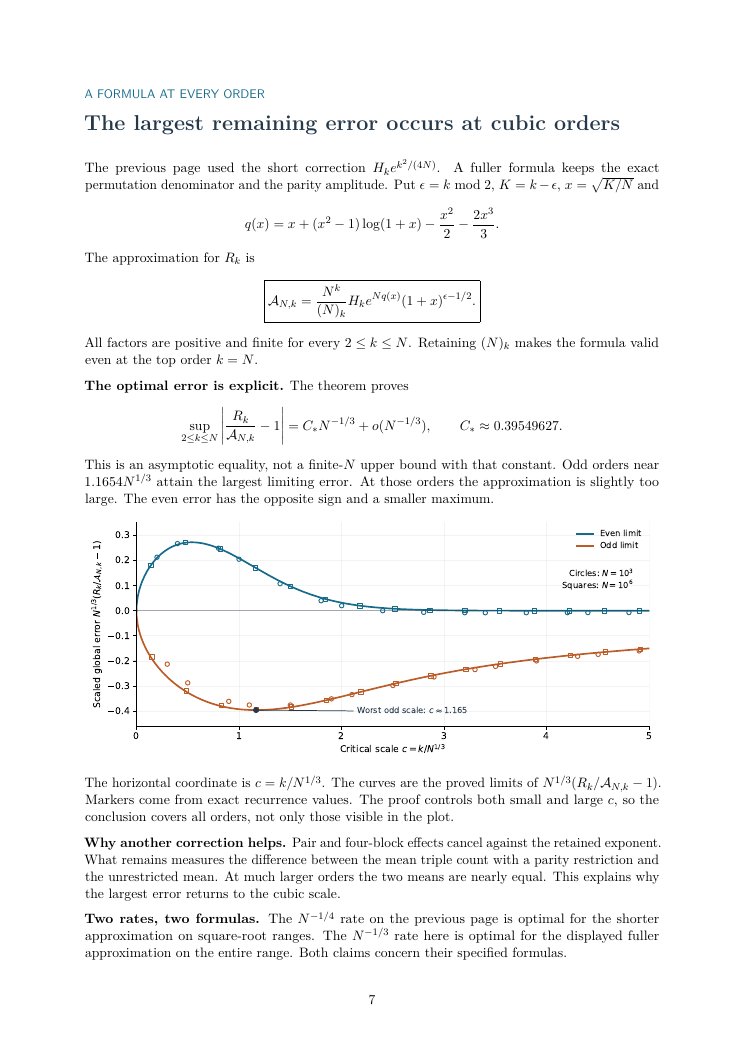 A FORMULA AT EVERY ORDER
The largest remaining error occurs at cubic orders
The previous page used the short correction H_k e^{k²/(4N)}. A fuller formula keeps the exact
permutation denominator and the parity amplitude. Put ϵ = k mod 2, K = k − ϵ, x = √(K/N) and
q(x) = x + (x² − 1) log(1 + x) − x²/2 − 2x³/3.
The approximation for R_k is
𝒜_{N,k} = N^k/(N)_k H_k e^{Nq(x)} (1 + x)^{ϵ−1/2}.
All factors are positive and finite for every 2 ≤ k ≤ N. Retaining (N)_k makes the formula valid
even at the top order k = N.
The optimal error is explicit. The theorem proves
sup_{2≤k≤N} |R_k/𝒜_{N,k} − 1| = C_* N^{−1/3} + o(N^{−1/3}), C_* ≈ 0.39549627.
This is an asymptotic equality, not a finite-N upper bound with that constant. Odd orders near
1.1654N^{1/3} attain the largest limiting error. At those orders the approximation is slightly too
large. The even error has the opposite sign and a smaller maximum.
Scaled global error N^{1/3}(R_k/𝒜_{N,k} − 1)
0.3
0.2
0.1
0.0
−0.1
−0.2
−0.3
−0.4
Even limit
Odd limit
Circles: N = 10³
Squares: N = 10⁶
Worst odd scale: c ≈ 1.165
0 1 2 3 4 5
Critical scale c = k/N^{1/3}
The horizontal coordinate is c = k/N^{1/3}. The curves are the proved limits of N^{1/3}(R_k/𝒜_{N,k} − 1).
Markers come from exact recurrence values. The proof controls both small and large c, so the
conclusion covers all orders, not only those visible in the plot.
Why another correction helps. Pair and four-block effects cancel against the retained exponent.
What remains measures the difference between the mean triple count with a parity restriction and
the unrestricted mean. At much larger orders the two means are nearly equal. This explains why
the largest error returns to the cubic scale.
Two rates, two formulas. The N^{−1/4} rate on the previous page is optimal for the shorter
approximation on square-root ranges. The N^{−1/3} rate here is optimal for the displayed fuller
approximation on the entire range. Both claims concern their specified formulas.
7